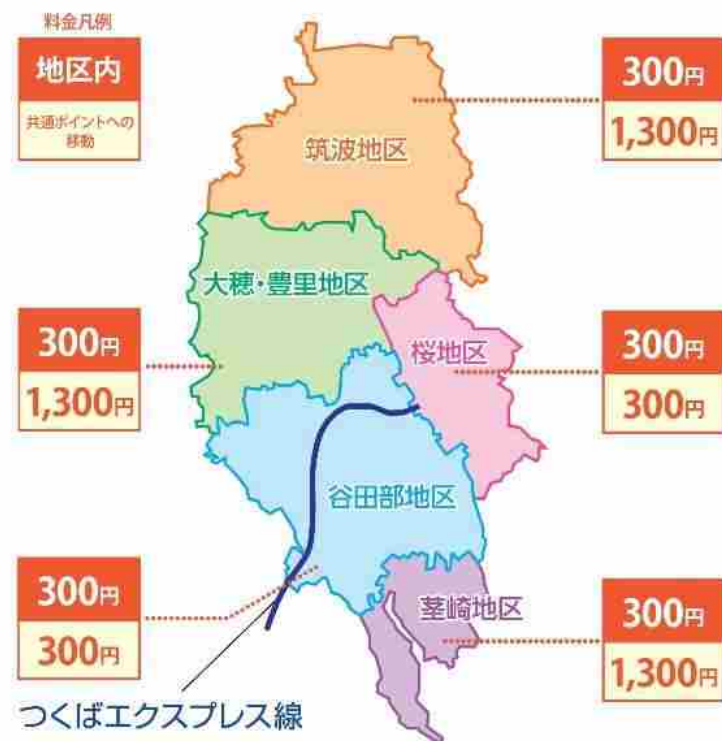 料金凡例
地区内
共通ポイントへの
移動
300円
1,300円
筑波地区
大穂・豊里地区
300円
1,300円
桜地区
300円
300円
谷田部地区
300円
300円
茎崎地区
300円
1,300円
つくばエクスプレス線